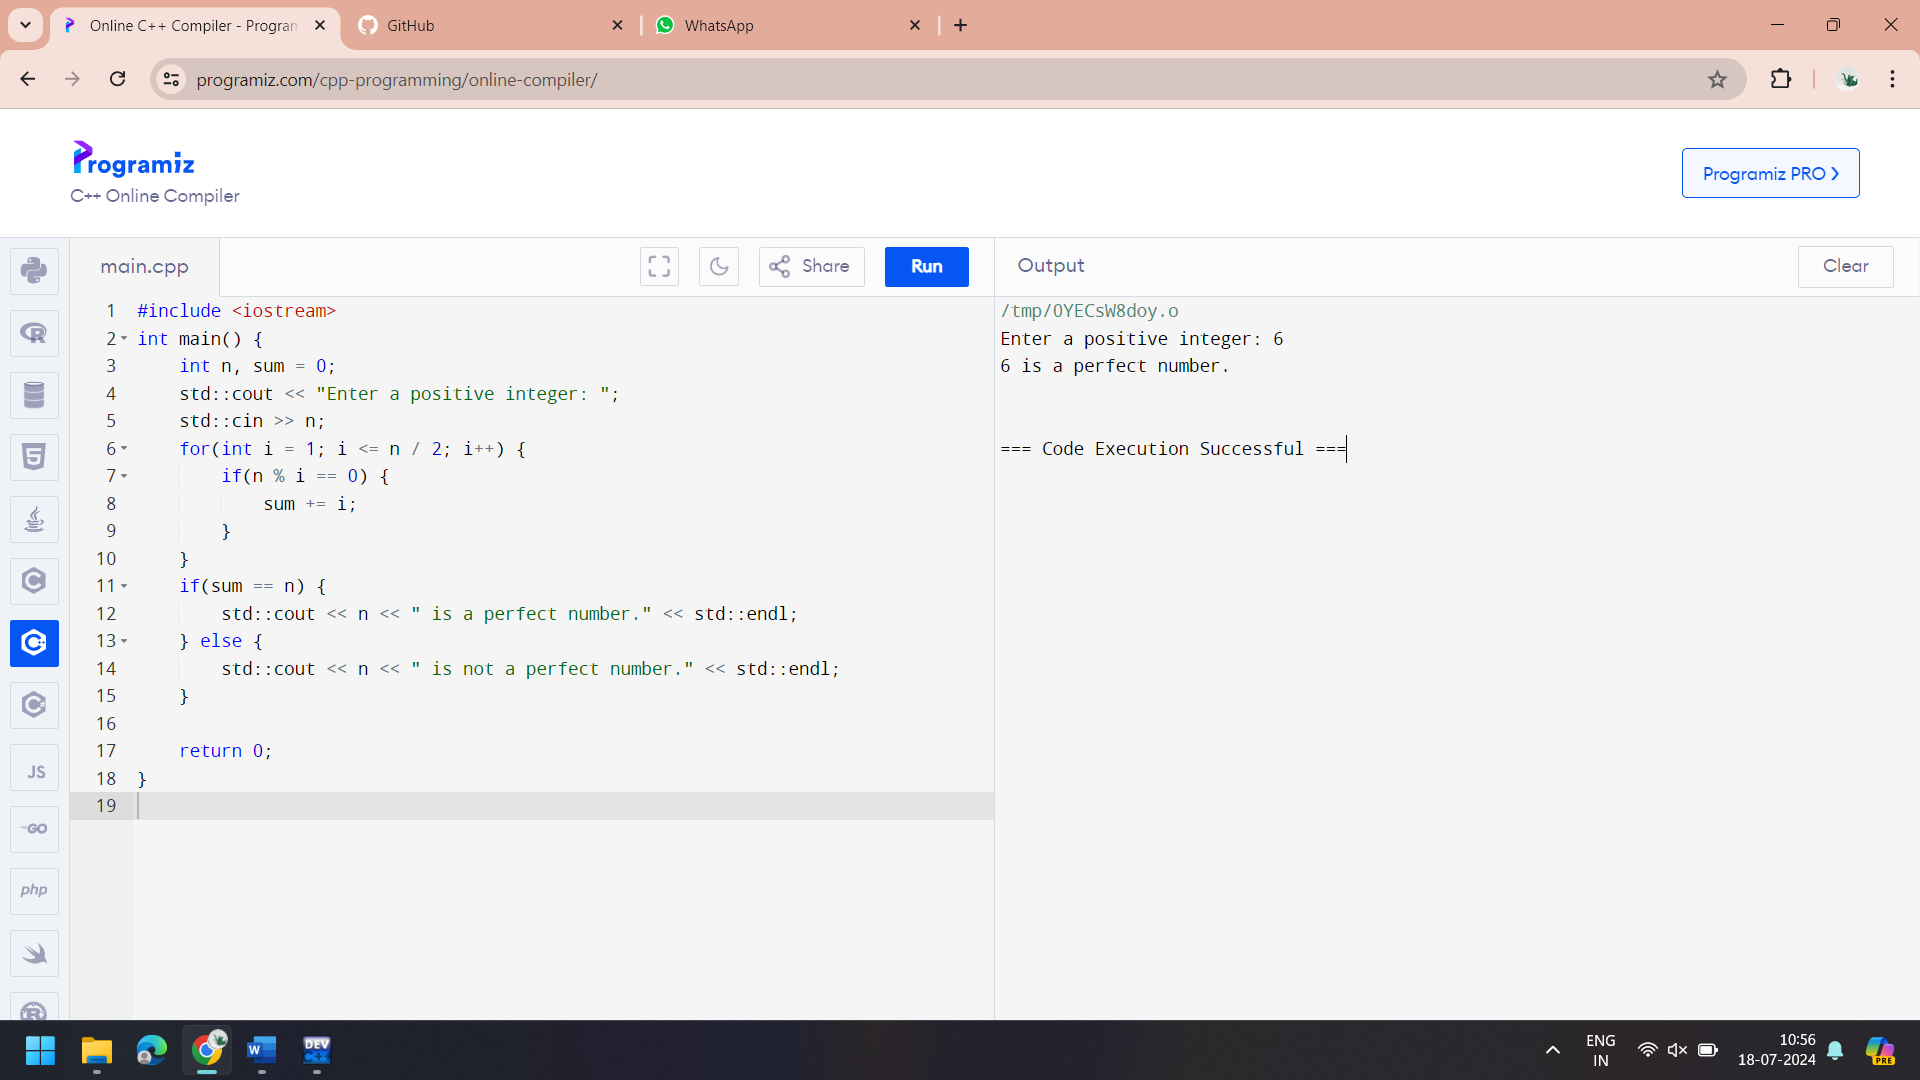 Online C++ Compiler - Program
GitHub
WhatsApp
programiz.com/cpp-programming/online-compiler/
Programiz
C++ Online Compiler
Programiz PRO
main.cpp
Share
Run
Output
Clear
1 #include <iostream>
2 int main() {
3     int n, sum = 0;
4     std::cout << "Enter a positive integer: ";
5     std::cin >> n;
6     for(int i = 1; i <= n / 2; i++) {
7         if(n % i == 0) {
8             sum += i;
9         }
10     }
11     if(sum == n) {
12         std::cout << n << " is a perfect number." << std::endl;
13     } else {
14         std::cout << n << " is not a perfect number." << std::endl;
15     }
16
17     return 0;
18 }
19
/tmp/OYECsW8doy.o
Enter a positive integer: 6
6 is a perfect number.
=== Code Execution Successful ===
R
5
C
C++
C#
JS
GO
php
R
W
DEV
C++
ENG
IN
10:56
18-07-2024
PRE